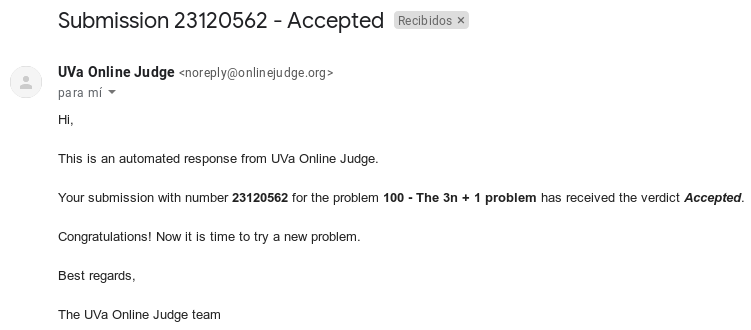 Submission 23120562 - Accepted Recibidos ×
UVa Online Judge <noreply@onlinejudge.org>
para mí
Hi,
This is an automated response from UVa Online Judge.
Your submission with number 23120562 for the problem 100 - The 3n + 1 problem has received the verdict Accepted.
Congratulations! Now it is time to try a new problem.
Best regards,
The UVa Online Judge team